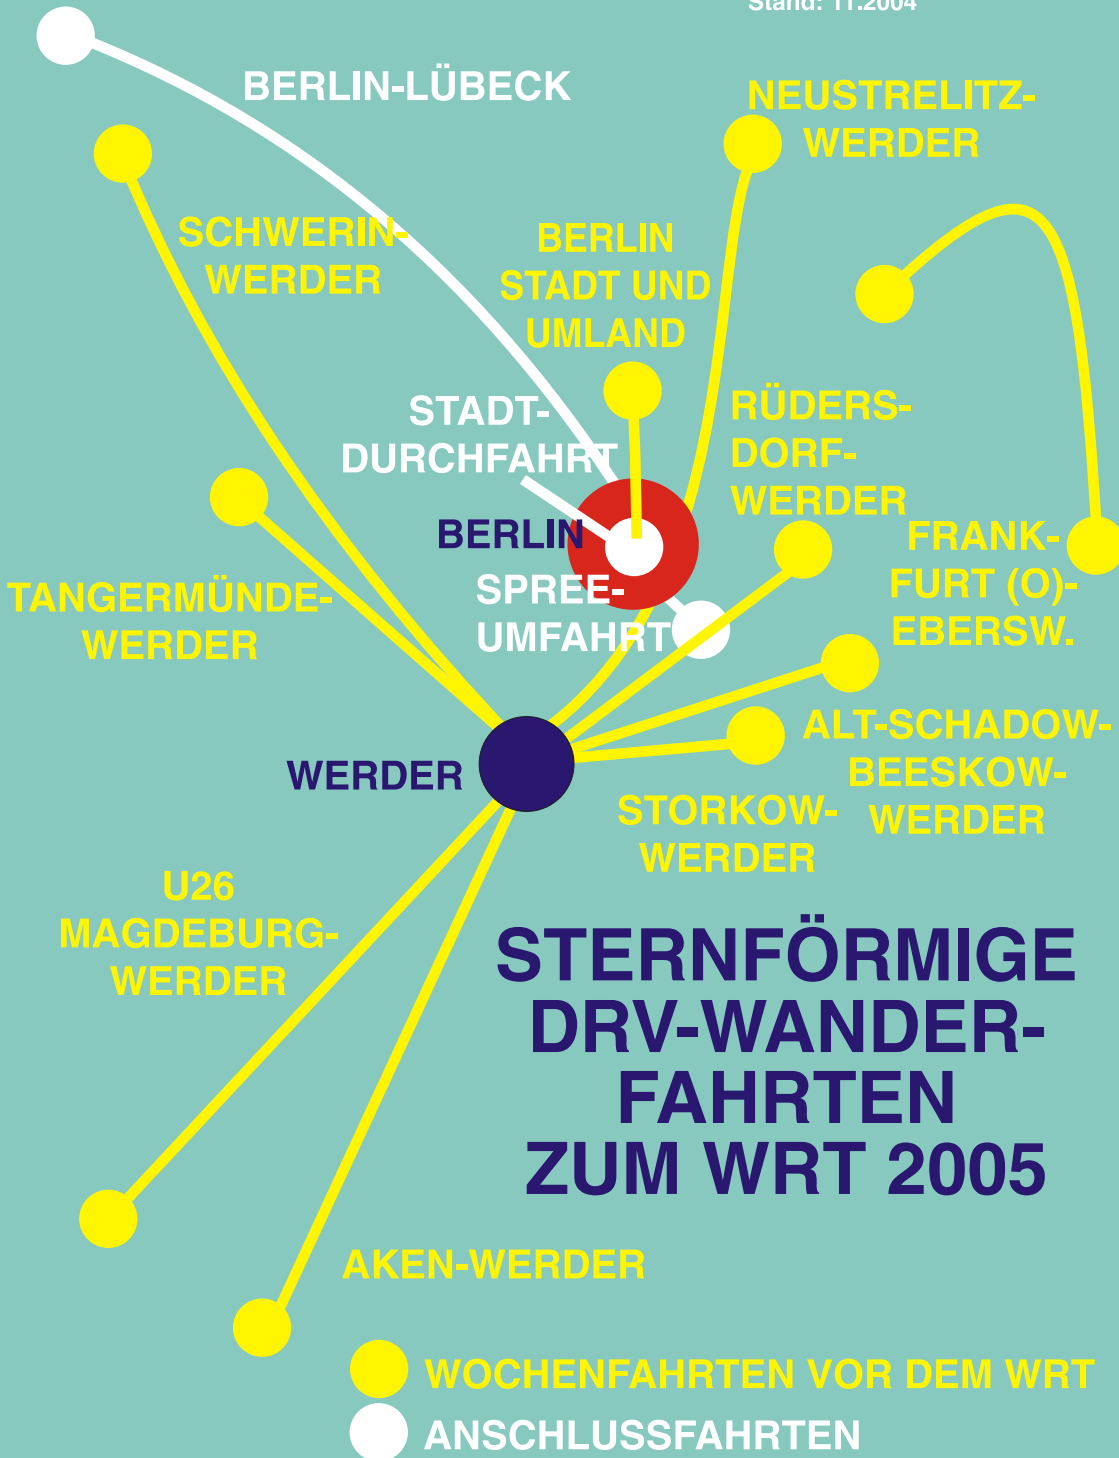 Stand: 11.2004
BERLIN-LÜBECK
NEUSTRELITZ-
WERDER
SCHWERIN-
WERDER
BERLIN
STADT UND
UMLAND
STADT-
DURCHFAHRT
RÜDERS-
DORF-
WERDER
BERLIN
FRANK-
FURT (O)-
EBERSW.
TANGERMÜNDE-
WERDER
SPREE-
UMFAHRT
WERDER
ALT-SCHADOW-
BEESKOW-
WERDER
STORKOW-
WERDER
U26
MAGDEBURG-
WERDER
STERNFÖRMIGE
DRV-WANDER-
FAHRTEN
ZUM WRT 2005
AKEN-WERDER
WOCHENFAHRTEN VOR DEM WRT
ANSCHLUSSFAHRTEN